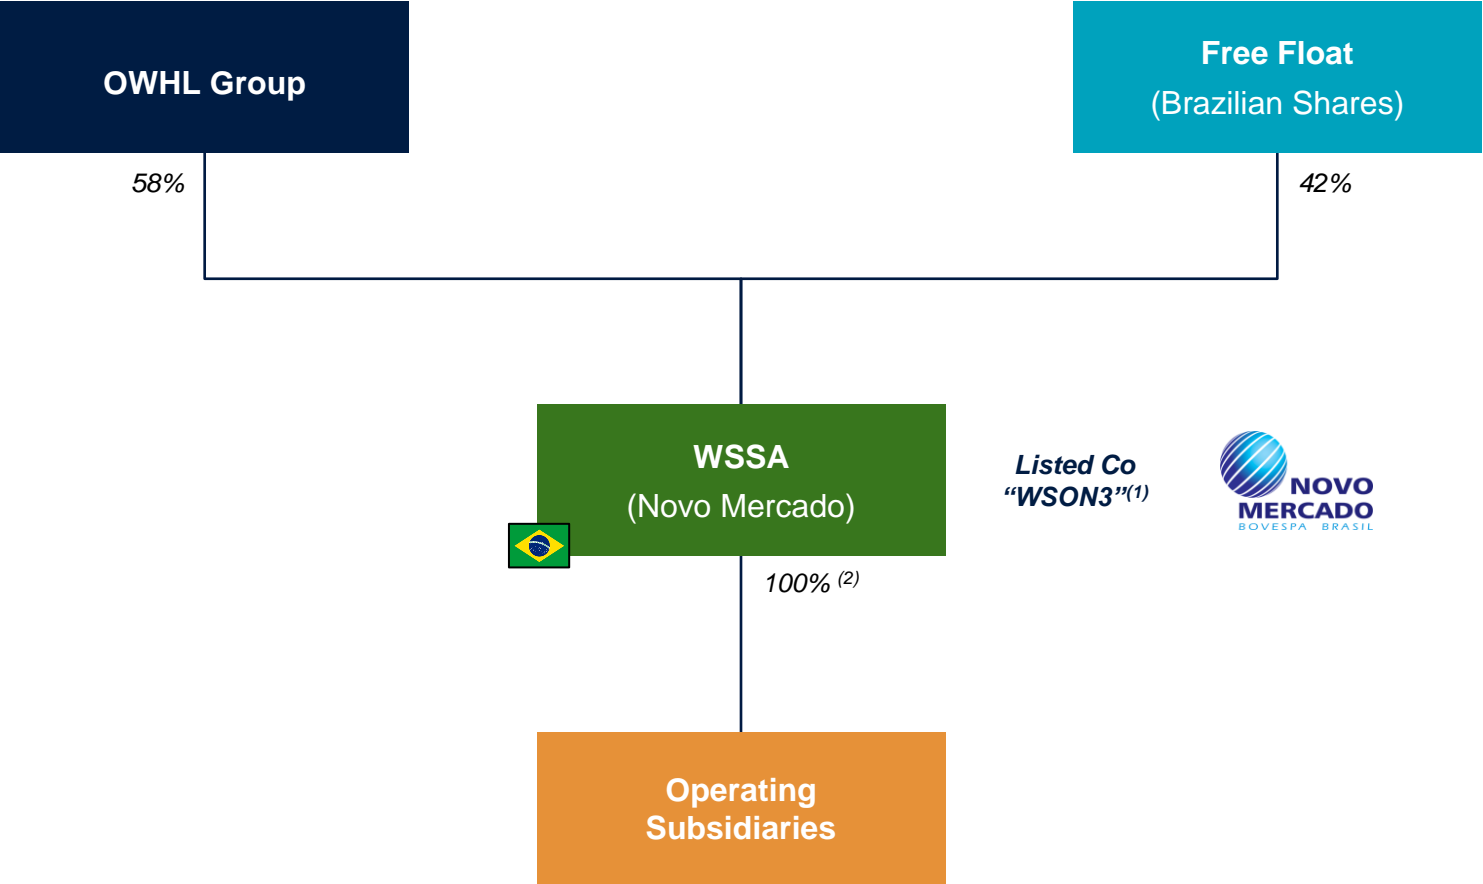 OWHL Group
Free Float
(Brazilian Shares)
58%
42%
WSSA
(Novo Mercado)
Listed Co
“WSON3”(1)
NOVO
MERCADO
BOVESPA BRASIL
100% (2)
Operating
Subsidiaries